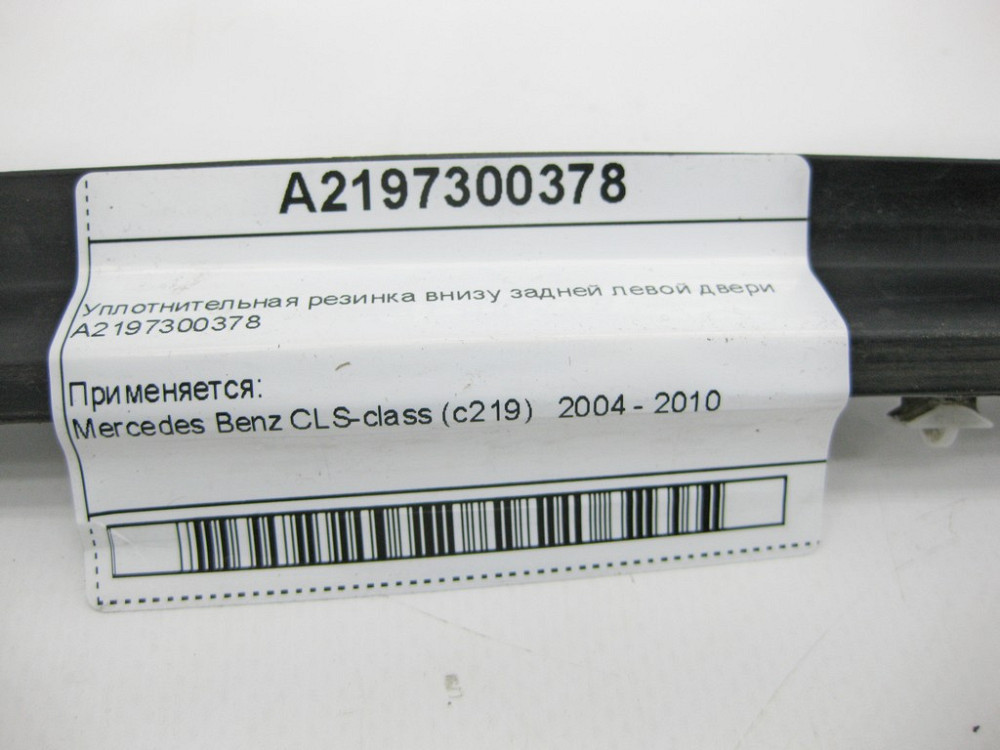 A2197300378
Уплотнительная резинка внизу задней левой двери
A2197300378
Применяется:
Mercedes Benz CLS-class (c219) 2004 - 2010